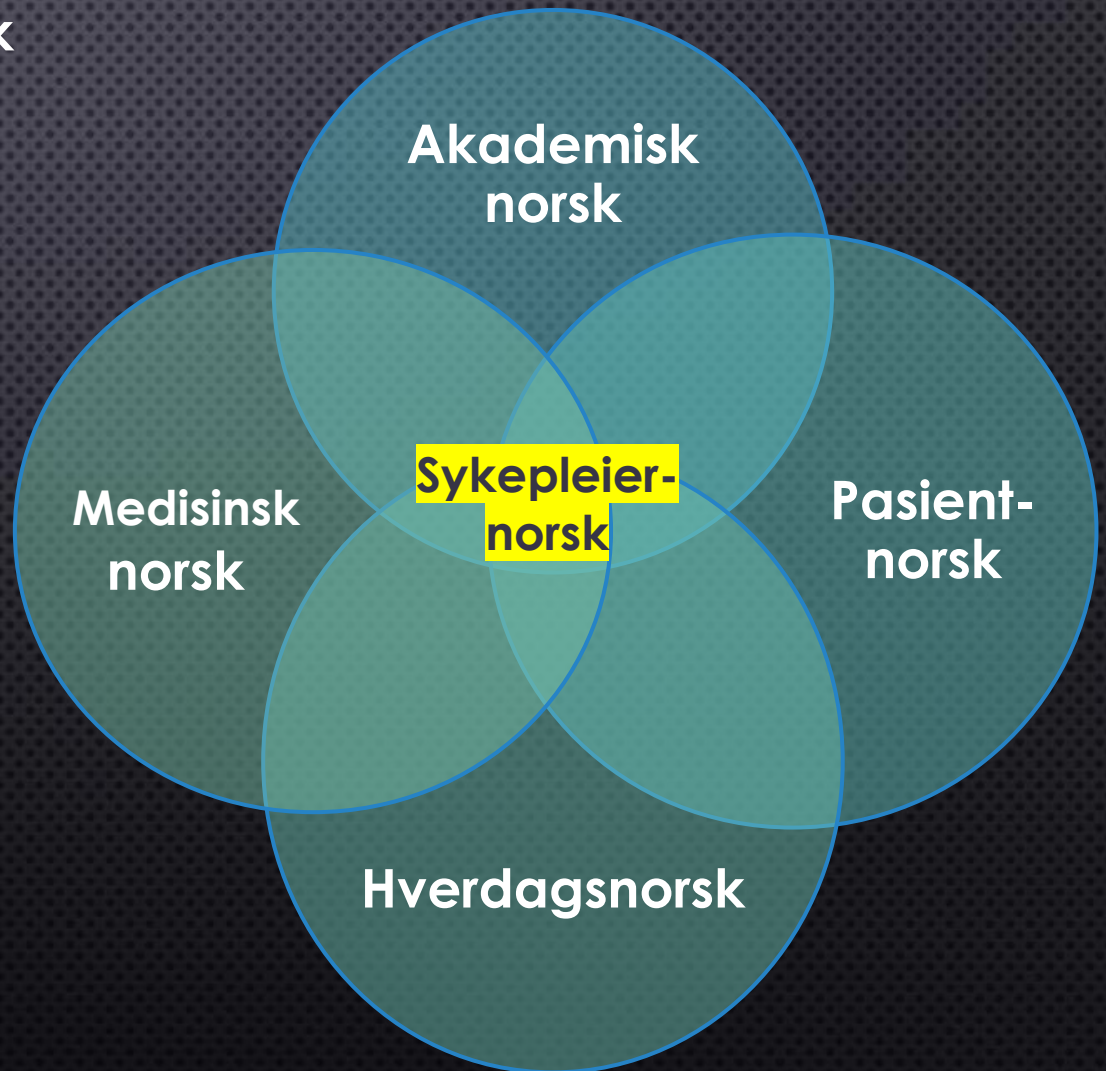 Akademisk
norsk
Sykepleier-
norsk
Medisinsk
norsk
Pasient-
norsk
Hverdagsnorsk